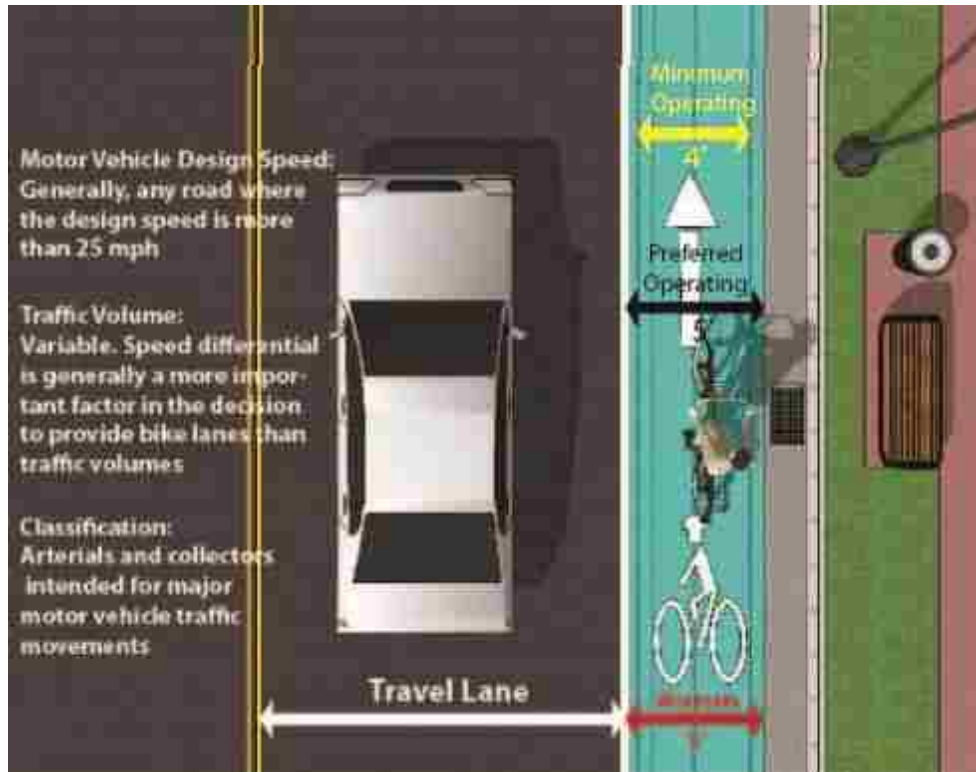 Motor Vehicle Design Speed:
Generally, any road where
the design speed is more
than 25 mph
Traffic Volume:
Variable. Speed differential
is generally a more impor-
tant factor in the decision
to provide bike lanes than
traffic volumes
Classification:
Arterials and collectors
intended for major
motor vehicle traffic
movements
Minimum
Operating
4'
Preferred
Operating
5'
Travel Lane